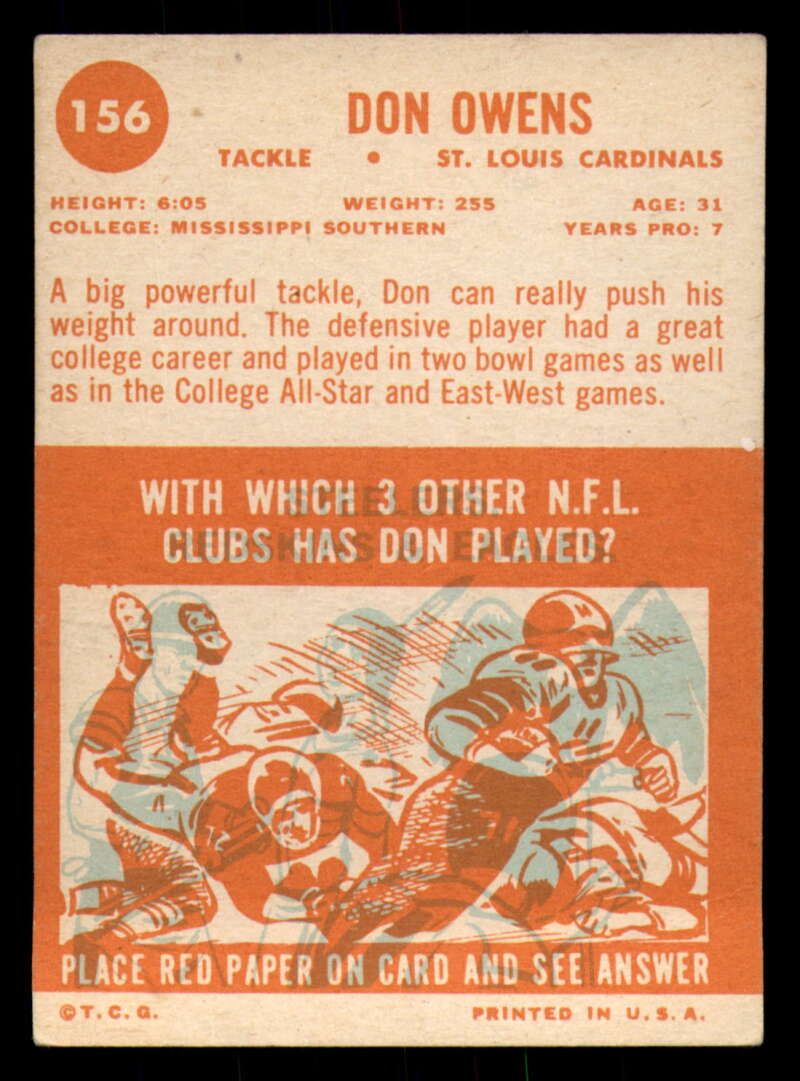 156
DON OWENS
TACKLE • ST. LOUIS CARDINALS
HEIGHT: 6:05 WEIGHT: 255 AGE: 31
COLLEGE: MISSISSIPPI SOUTHERN YEARS PRO: 7
A big powerful tackle, Don can really push his
weight around. The defensive player had a great
college career and played in two bowl games as well
as in the College All-Star and East-West games.
WITH WHICH 3 OTHER N.F.L.
CLUBS HAS DON PLAYED?
STEELERS,
REDSKINS & EAGLES.
M
PLACE RED PAPER ON CARD AND SEE ANSWER
© T.C.G. PRINTED IN U.S.A.